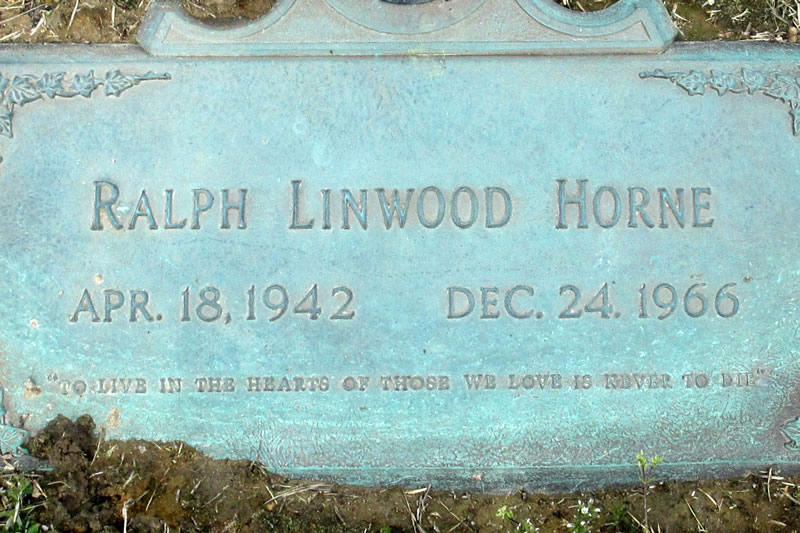 RALPH LINWOOD HORNE
APR. 18, 1942 DEC. 24. 1966
"TO LIVE IN THE HEARTS OF THOSE WE LOVE IS NEVER TO DIE"